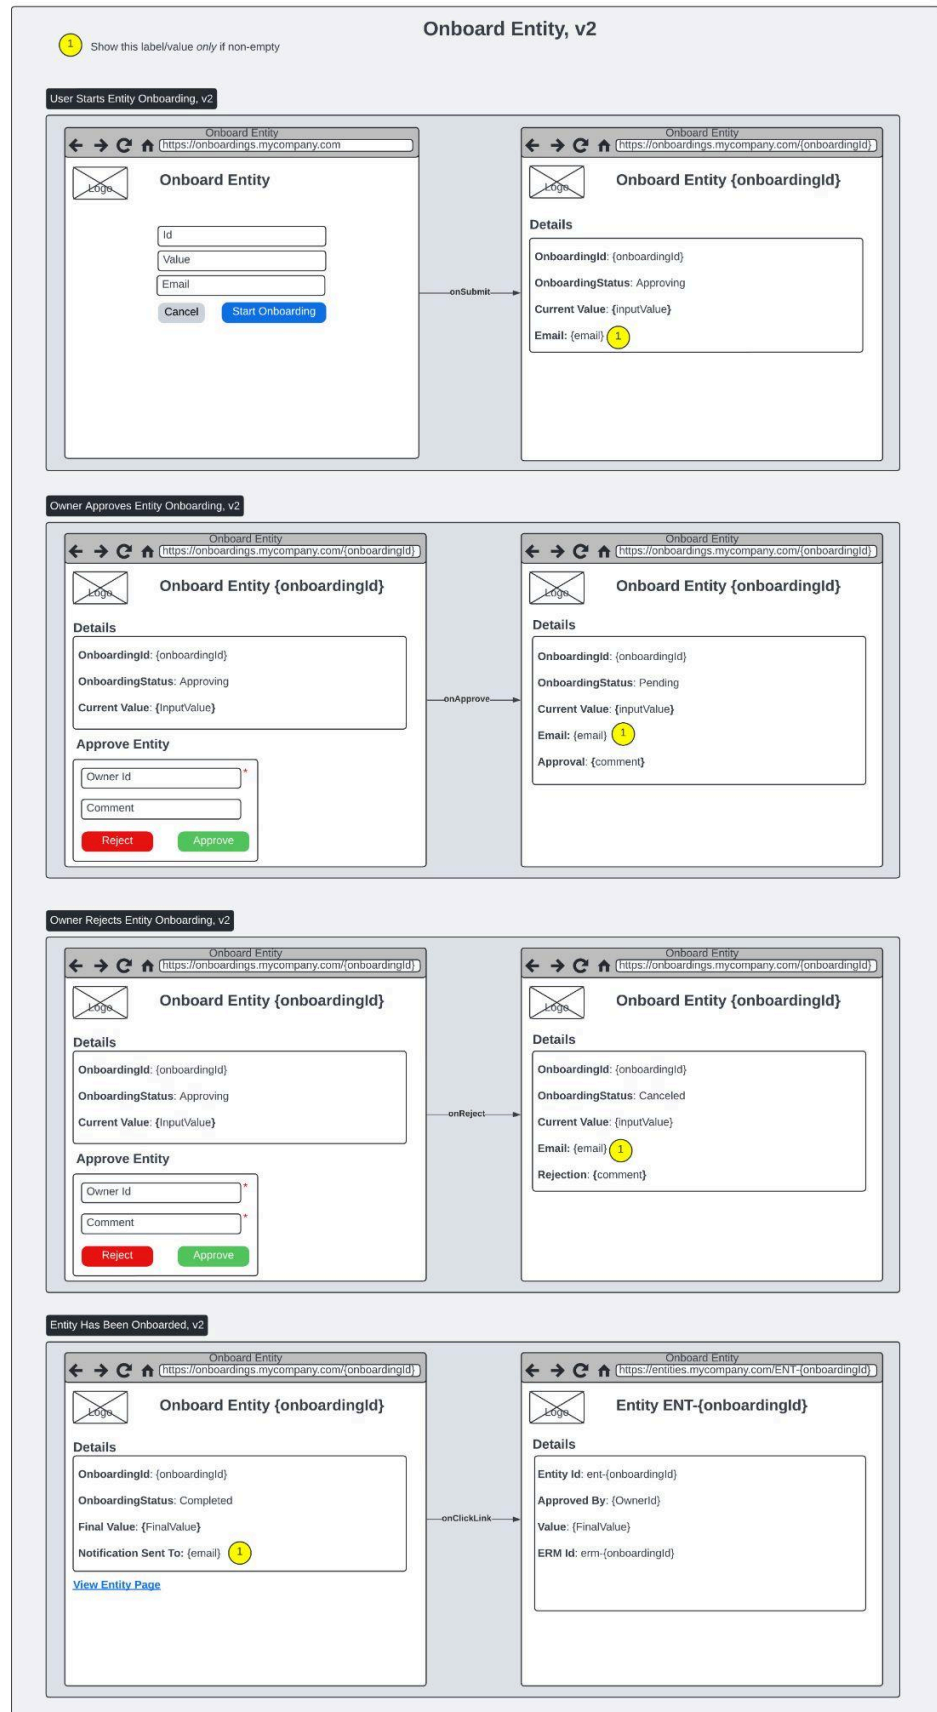 Onboard Entity, v2
1 Show this label/value only if non-empty
User Starts Entity Onboarding, v2
Onboard Entity
https://onboardings.mycompany.com
Logo
Onboard Entity
Id
Value
Email
Cancel
Start Onboarding
onSubmit
Onboard Entity
https://onboardings.mycompany.com/{onboardingId}
Logo
Onboard Entity {onboardingId}
Details
OnboardingId: {onboardingId}
OnboardingStatus: Approving
Current Value: {inputValue}
Email: {email} 1
Owner Approves Entity Onboarding, v2
Onboard Entity
https://onboardings.mycompany.com/{onboardingId}
Logo
Onboard Entity {onboardingId}
Details
OnboardingId: {onboardingId}
OnboardingStatus: Approving
Current Value: {InputValue}
Approve Entity
Owner Id *
Comment
Reject
Approve
onApprove
Onboard Entity
https://onboardings.mycompany.com/{onboardingId}
Logo
Onboard Entity {onboardingId}
Details
OnboardingId: {onboardingId}
OnboardingStatus: Pending
Current Value: {inputValue}
Email: {email} 1
Approval: {comment}
Owner Rejects Entity Onboarding, v2
Onboard Entity
https://onboardings.mycompany.com/{onboardingId}
Logo
Onboard Entity {onboardingId}
Details
OnboardingId: {onboardingId}
OnboardingStatus: Approving
Current Value: {InputValue}
Approve Entity
Owner Id *
Comment *
Reject
Approve
onReject
Onboard Entity
https://onboardings.mycompany.com/{onboardingId}
Logo
Onboard Entity {onboardingId}
Details
OnboardingId: {onboardingId}
OnboardingStatus: Canceled
Current Value: {inputValue}
Email: {email} 1
Rejection: {comment}
Entity Has Been Onboarded, v2
Onboard Entity
https://onboardings.mycompany.com/{onboardingId}
Logo
Onboard Entity {onboardingId}
Details
OnboardingId: {onboardingId}
OnboardingStatus: Completed
Final Value: {FinalValue}
Notification Sent To: {email} 1
View Entity Page
onClickLink
Onboard Entity
https://entities.mycompany.com/ENT-{onboardingId}
Logo
Entity ENT-{onboardingId}
Details
Entity Id: ent-{onboardingId}
Approved By: {OwnerId}
Value: {FinalValue}
ERM Id: erm-{onboardingId}